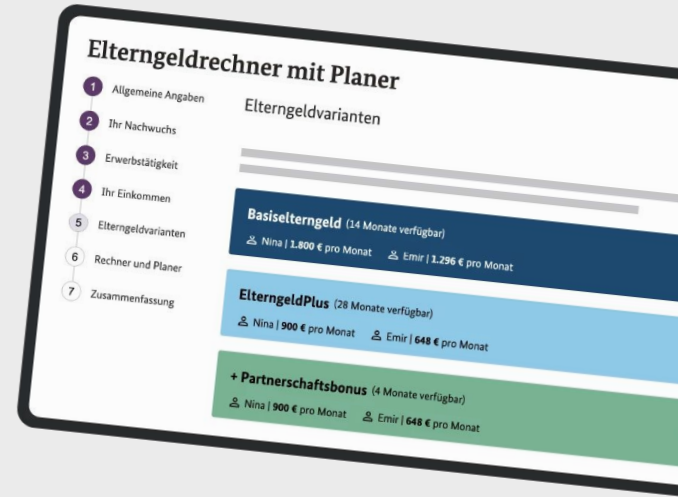 Elterngeldrechner mit Planer
1 Allgemeine Angaben
2 Ihr Nachwuchs
3 Erwerbstätigkeit
4 Ihr Einkommen
5 Elterngeldvarianten
6 Rechner und Planer
7 Zusammenfassung
Elterngeldvarianten
Basiselterngeld (14 Monate verfügbar)
Nina | 1.800 € pro Monat Emir | 1.296 € pro Monat
ElterngeldPlus (28 Monate verfügbar)
Nina | 900 € pro Monat Emir | 648 € pro Monat
+ Partnerschaftsbonus (4 Monate verfügbar)
Nina | 900 € pro Monat Emir | 648 € pro Monat